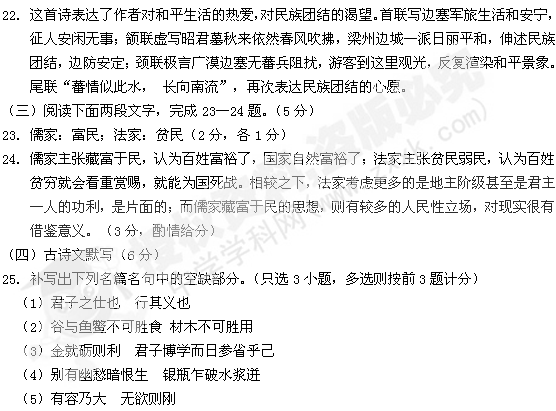 22. 这首诗表达了作者对和平生活的热爱,对民族团结的渴望。首联写边塞军旅生活和安宁,
征人安闲无事;颔联虚写昭君墓秋来依然春风吹拂,梁州边城一派日丽平和,伸述民族
团结,边防安定;颈联极言广漠边塞无蕃兵阻扰,游客到这里观光,反复渲染和平景象。
尾联“蕃情似此水, 长向南流”,再次表达民族团结的心愿。
(三)阅读下面两段文字,完成23—24题。(5分)
23. 儒家:富民;法家:贫民(2分,各1分)
24. 儒家主张藏富于民,认为百姓富裕了,国家自然富裕了;法家主张贫民弱民,认为百姓
贫穷就会看重赏赐,就能为国死战。相较之下,法家考虑更多的是地主阶级甚至是君主
一人的功利,是片面的;而儒家藏富于民的思想,则有较多的人民性立场,对现实很有
借鉴意义。(3分,酌情给分)
(四)古诗文默写(6分)
25. 补写出下列名篇名句中的空缺部分。(只选3小题,多选则按前3题计分)
(1)君子之仕也 行其义也
(2)谷与鱼鳖不可胜食 材木不可胜用
(3)金就砺则利 君子博学而日参省乎己
(4)别有幽愁暗恨生 银瓶乍破水浆迸
(5)有容乃大 无欲则刚